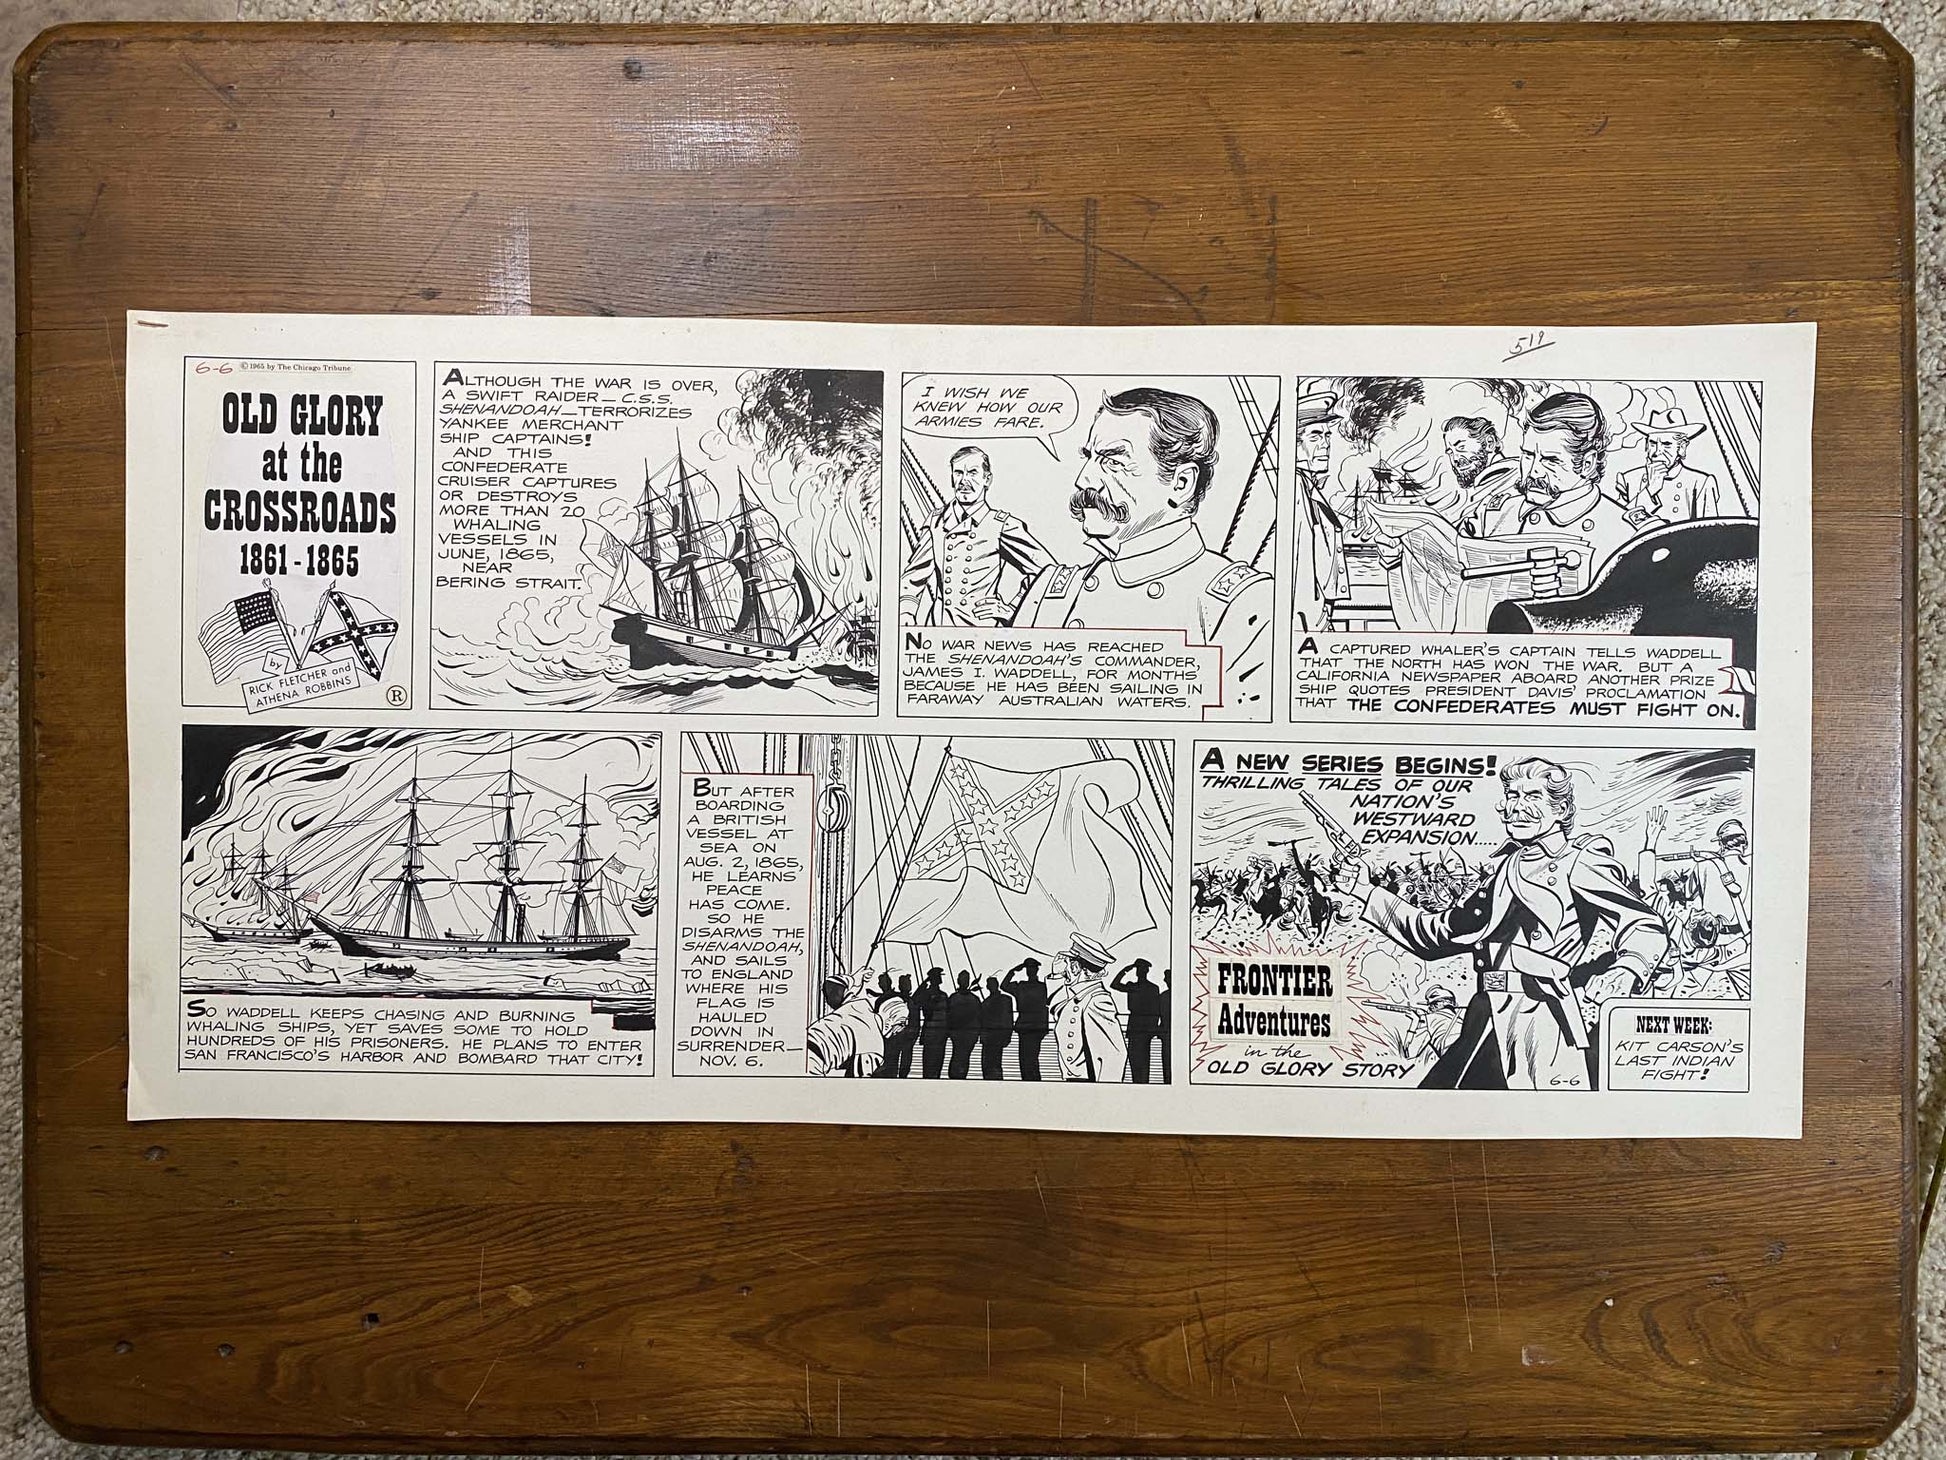 519
6-6 © 1965 by The Chicago Tribune
OLD GLORY
at the
CROSSROADS
1861-1865
by
RICK FLETCHER and
ATHENA ROBBINS
R
ALTHOUGH THE WAR IS OVER,
A SWIFT RAIDER — C.S.S.
SHENANDOAH — TERRORIZES
YANKEE MERCHANT
SHIP CAPTAINS!
AND THIS
CONFEDERATE
CRUISER CAPTURES
OR DESTROYS
MORE THAN 20
WHALING
VESSELS IN
JUNE, 1865,
NEAR
BERING STRAIT.
I WISH WE
KNEW HOW OUR
ARMIES FARE.
NO WAR NEWS HAS REACHED
THE SHENANDOAH'S COMMANDER,
JAMES I. WADDELL, FOR MONTHS
BECAUSE HE HAS BEEN SAILING IN
FARAWAY AUSTRALIAN WATERS.
A CAPTURED WHALER'S CAPTAIN TELLS WADDELL
THAT THE NORTH HAS WON THE WAR. BUT A
CALIFORNIA NEWSPAPER ABOARD ANOTHER PRIZE
SHIP QUOTES PRESIDENT DAVIS' PROCLAMATION
THAT THE CONFEDERATES MUST FIGHT ON.
SO WADDELL KEEPS CHASING AND BURNING
WHALING SHIPS, YET SAVES SOME TO HOLD
HUNDREDS OF HIS PRISONERS. HE PLANS TO ENTER
SAN FRANCISCO'S HARBOR AND BOMBARD THAT CITY!
BUT AFTER
BOARDING
A BRITISH
VESSEL AT
SEA ON
AUG. 2, 1865,
HE LEARNS
PEACE
HAS COME.
SO HE
DISARMS THE
SHENANDOAH,
AND SAILS
TO ENGLAND
WHERE HIS
FLAG IS
HAULED
DOWN IN
SURRENDER —
NOV. 6.
A NEW SERIES BEGINS!
THRILLING TALES OF OUR
NATION'S
WESTWARD
EXPANSION.....
FRONTIER
Adventures
in the
OLD GLORY STORY
6-6
NEXT WEEK:
KIT CARSON'S
LAST INDIAN
FIGHT!